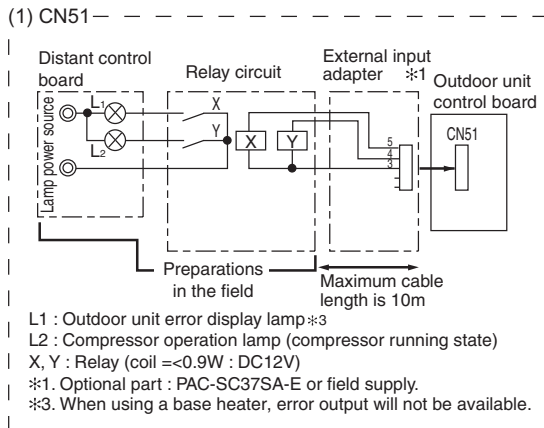 (1) CN51
Distant control
board
Relay circuit
External input
adapter ✻1
Outdoor unit
control board
Lamp power source
L1
L2
X
Y
X
Y
5
4
3
CN51
Preparations
in the field
Maximum cable
length is 10m
L1 : Outdoor unit error display lamp✻3
L2 : Compressor operation lamp (compressor running state)
X, Y : Relay (coil =<0.9W : DC12V)
✻1. Optional part : PAC-SC37SA-E or field supply.
✻3. When using a base heater, error output will not be available.